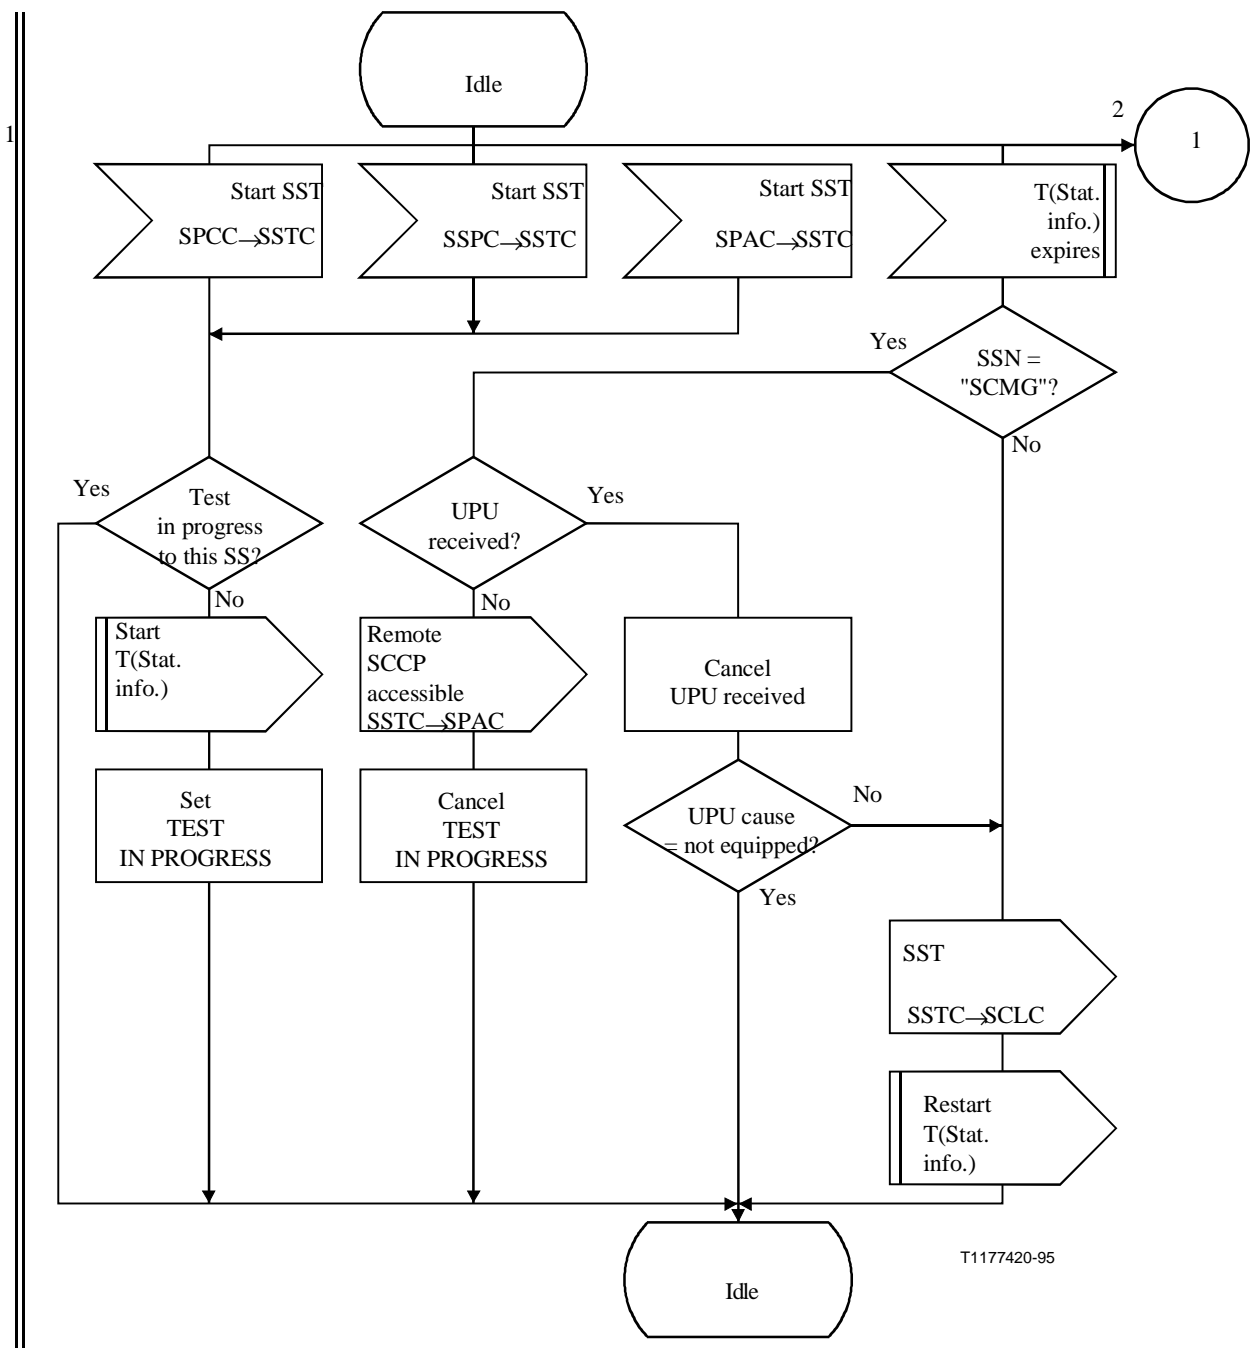 Idle
2
1
1
Start SST
SPCC→SSTC
Start SST
SSPC→SSTC
Start SST
SPAC→SSTC
T(Stat.
info.)
expires
Yes
SSN =
"SCMG"?
No
Yes
Test
in progress
to this SS?
No
UPU
received?
Yes
No
Start
T(Stat.
info.)
Remote
SCCP
accessible
SSTC→SPAC
Cancel
UPU received
Set
TEST
IN PROGRESS
Cancel
TEST
IN PROGRESS
UPU cause
= not equipped?
No
Yes
SST
SSTC→SCLC
Restart
T(Stat.
info.)
Idle
T1177420-95